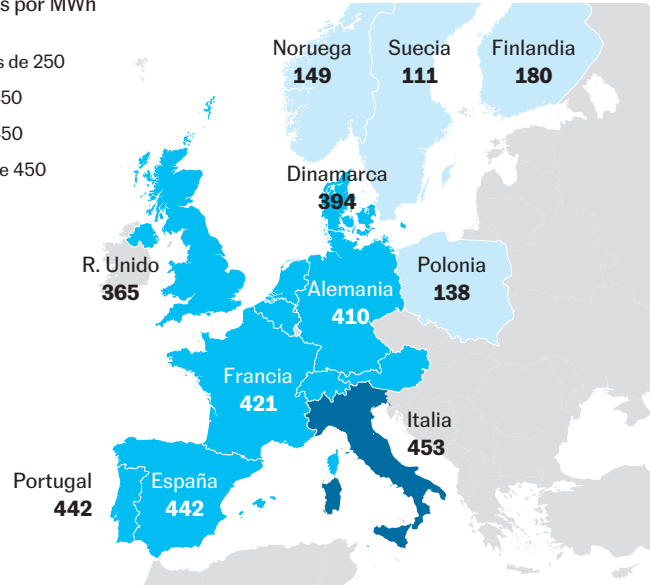 s por MWh
s de 250
50
50
e 450
Noruega
149
Suecia
111
Finlandia
180
Dinamarca
394
R. Unido
365
Alemania
410
Polonia
138
Francia
421
Italia
453
Portugal
442
España
442